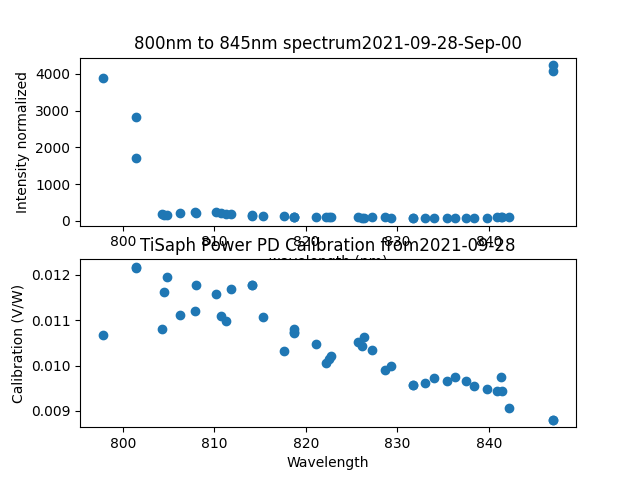 800nm to 845nm spectrum2021-09-28-Sep-00
Intensity normalized
4000
3000
2000
1000
0
800 810 820 830 840
wavelength (nm)
TiSaph Power PD Calibration from2021-09-28
Calibration (V/W)
0.012
0.011
0.010
0.009
800 810 820 830 840
Wavelength